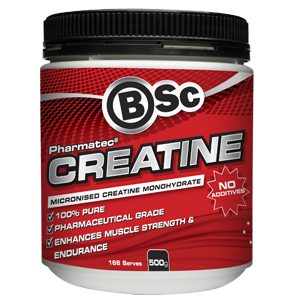 BSc
Pharmatec®
CREATINE
MICRONISED CREATINE MONOHYDRATE
NO
ADDITIVES
100% PURE
PHARMACEUTICAL GRADE
ENHANCES MUSCLE STRENGTH &
ENDURANCE
166 Serves 500g